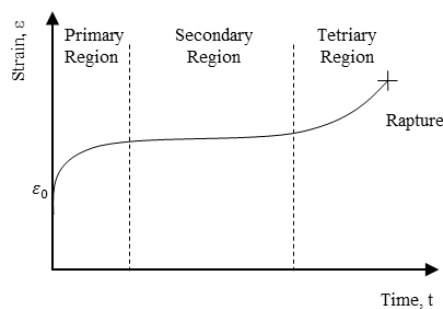 Strain, ε
Primary
Region
Secondary
Region
Tetriary
Region
Rapture
ε₀
Time, t